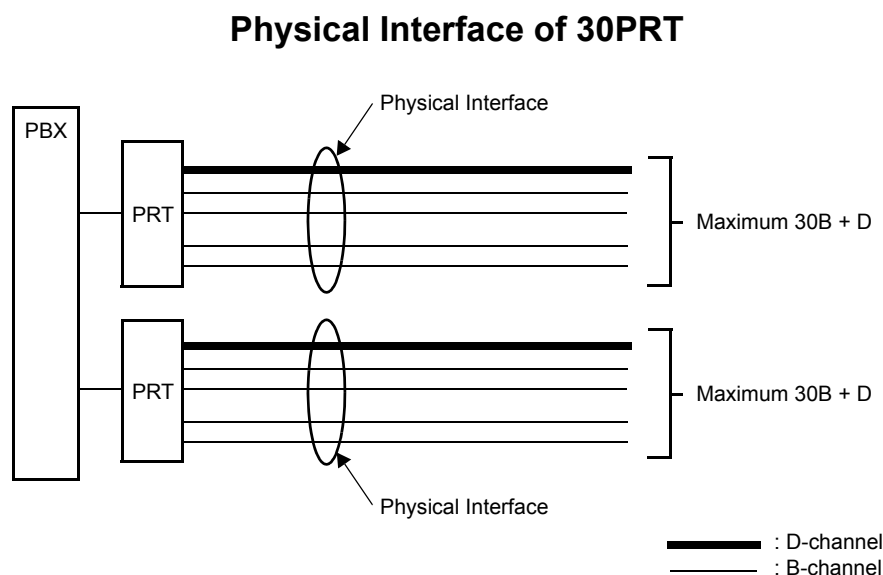 Physical Interface of 30PRT
Physical Interface
PBX
PRT
Maximum 30B + D
PRT
Maximum 30B + D
Physical Interface
: D-channel
: B-channel